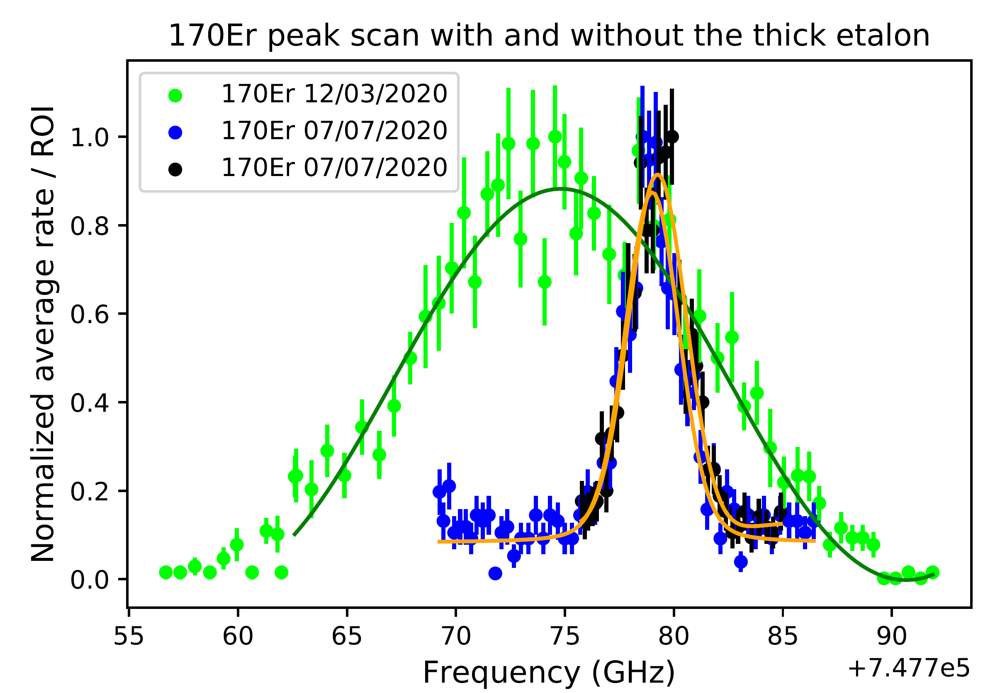 170Er peak scan with and without the thick etalon
170Er 12/03/2020
170Er 07/07/2020
170Er 07/07/2020
Normalized average rate / ROI
1.0
0.8
0.6
0.4
0.2
0.0
55 60 65 70 75 80 85 90
Frequency (GHz)
+7.477e5